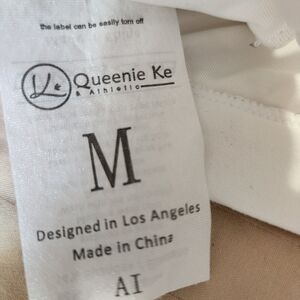 the label can be easily torn off
Queenie Ke
& Athletic
M
Designed in Los Angeles
Made in China
AI